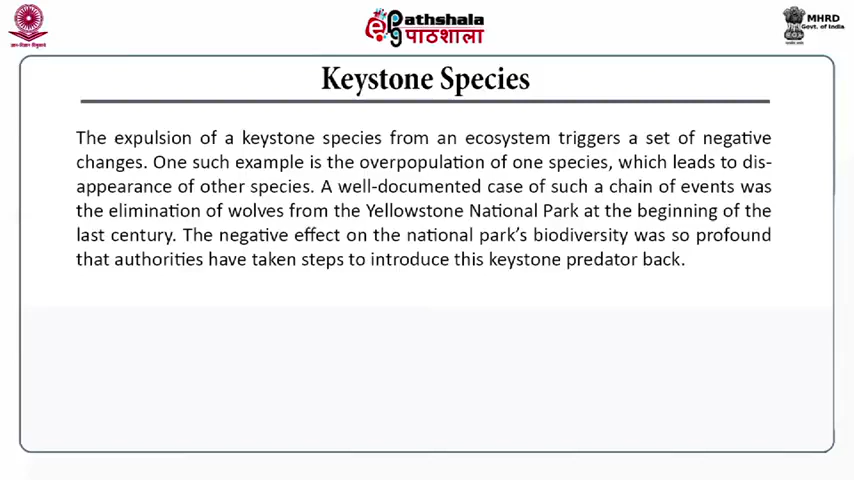 ePathshala
पाठशाला
MHRD
Govt. of India
Keystone Species
The expulsion of a keystone species from an ecosystem triggers a set of negative
changes. One such example is the overpopulation of one species, which leads to dis-
appearance of other species. A well-documented case of such a chain of events was
the elimination of wolves from the Yellowstone National Park at the beginning of the
last century. The negative effect on the national park's biodiversity was so profound
that authorities have taken steps to introduce this keystone predator back.